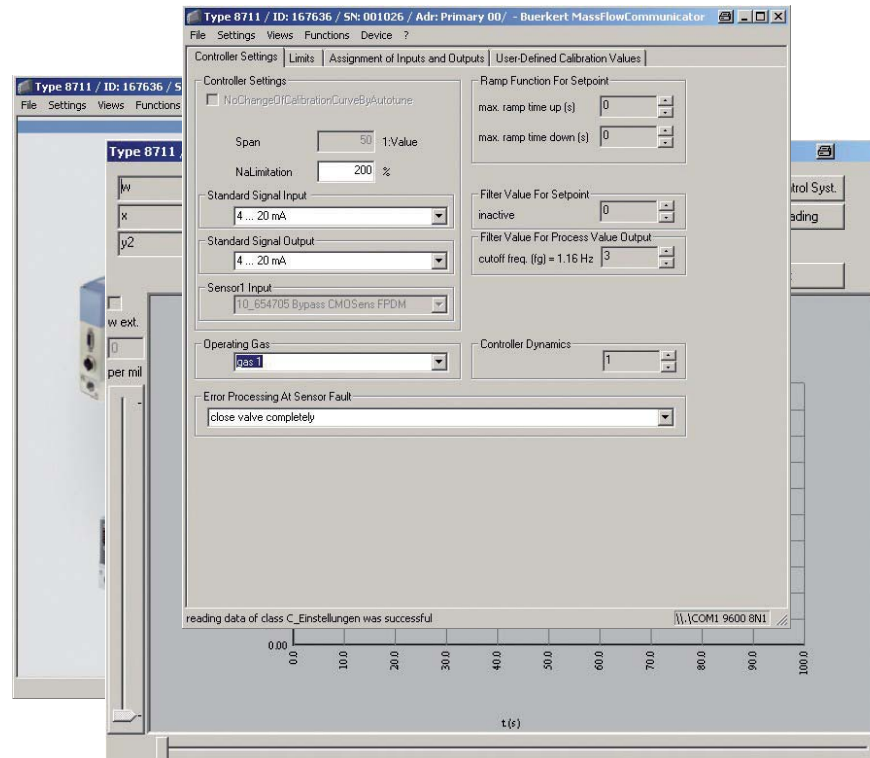 Type 8711 / ID: 167636 / SN: 001026 / Adr: Primary 00/  - Buerkert MassFlowCommunicator
File Settings Views Functions Device ?
Controller Settings Limits Assignment of Inputs and Outputs User-Defined Calibration Values
Controller Settings
NoChangeOfCalibrationCurveByAutotune
Span 50 1:Value
NaLimitation 200 %
Standard Signal Input
4 ... 20 mA
Standard Signal Output
4 ... 20 mA
Sensor1 Input
10_654705 Bypass CMOSens FPDM
Operating Gas
gas 1
Ramp Function For Setpoint
max. ramp time up (s) 0
max. ramp time down (s) 0
Filter Value For Setpoint
inactive 0
Filter Value For Process Value Output
cutoff freq. (fg) = 1.16 Hz 3
Controller Dynamics
1
Error Processing At Sensor Fault
close valve completely
reading data of class C_Einstellungen was successful \\.\COM1 9600 8N1
Type 8711 / ID: 167636 / S
File Settings Views Functions
Type 8711
w
x
y2
w ext.
0
per mil
trol Syst.
ading
0.00
0.0 10.0 20.0 30.0 40.0 50.0 60.0 70.0 80.0 90.0 100.0
t(s)